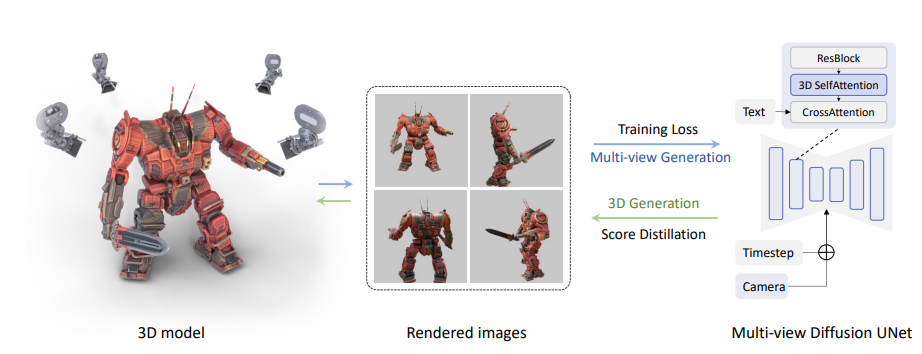 ResBlock
3D SelfAttention
Text
CrossAttention
Training Loss
Multi-view Generation
3D Generation
Score Distillation
Timestep
Camera
3D model
Rendered images
Multi-view Diffusion UNet